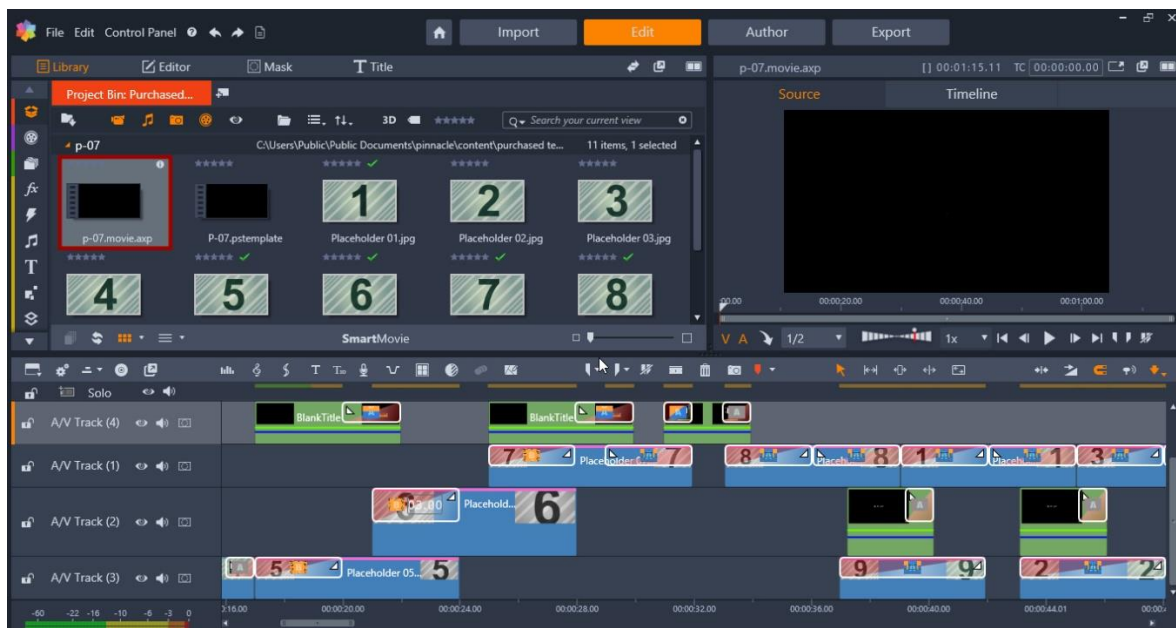 File Edit Control Panel Import Edit Author Export
Library Editor Mask Title p-07.movie.axp [] 00:01:15.11 TC 00:00:00.00
Project Bin: Purchased... Source Timeline
3D Search your current view
p-07 C:\Users\Public\Public Documents\pinnacle\content\purchased te... 11 items, 1 selected
1 2 3
p-07.movie.axp P-07.pstemplate Placeholder 01.jpg Placeholder 02.jpg Placeholder 03.jpg
4 5 6 7 8
00:00:20.00 00:00:40.00 00:01:00.00
SmartMovie V A 1/2 1x
Solo
A/V Track (4) BlankTitle BlankTitle A
A/V Track (1) 7 7 8 8 1 1 3
A/V Track (2) Placehold... 6 A A
A/V Track (3) 5 Placeholder 05... 5 9 9 2 2
-60 -22 -16 -10 -6 -3 0 :16.00 00:00:20.00 00:00:24.00 00:00:28.00 00:00:32.00 00:00:36.00 00:00:40.00 00:00:44.01